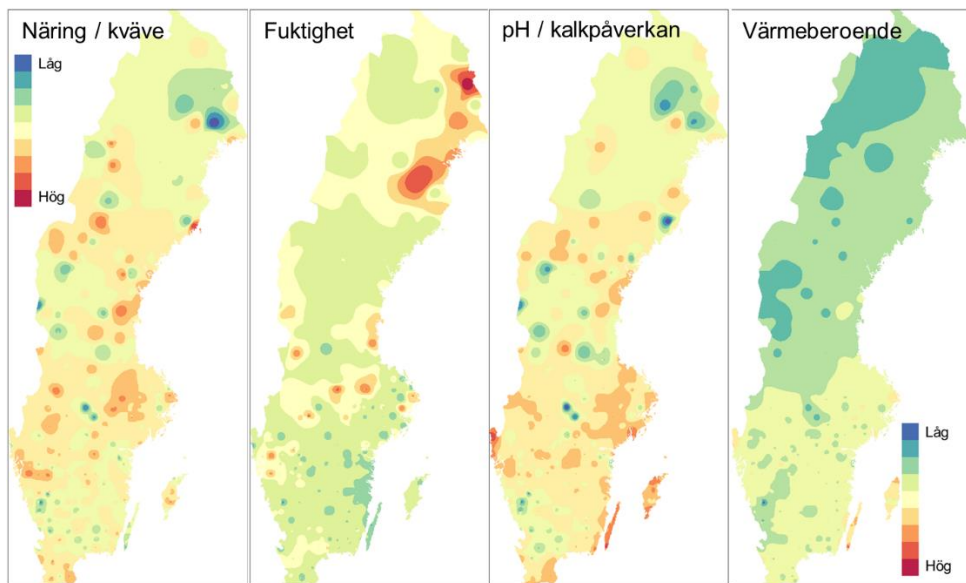 Näring / kväve
Låg
Hög
Fuktighet
pH / kalkpåverkan
Värmeberoende
Låg
Hög